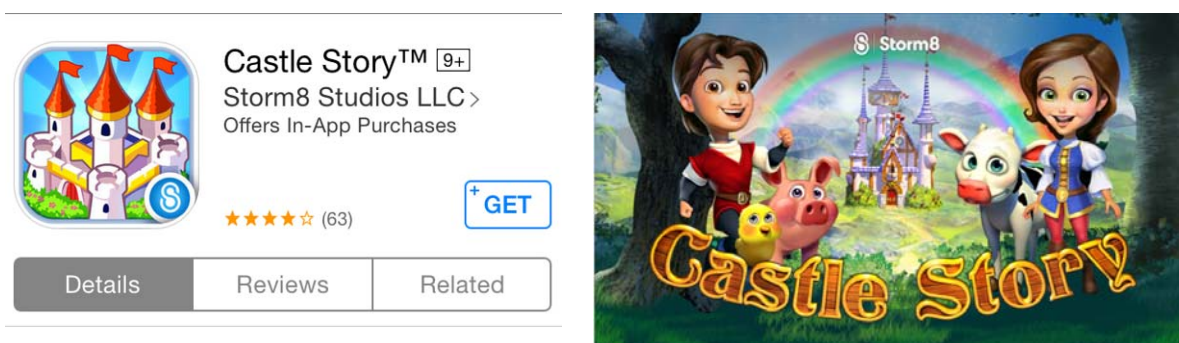 Castle Story™ 9+
Storm8 Studios LLC >
Offers In-App Purchases
★★★★☆ (63)
+ GET
Details Reviews Related
S Storm8
Castle Story